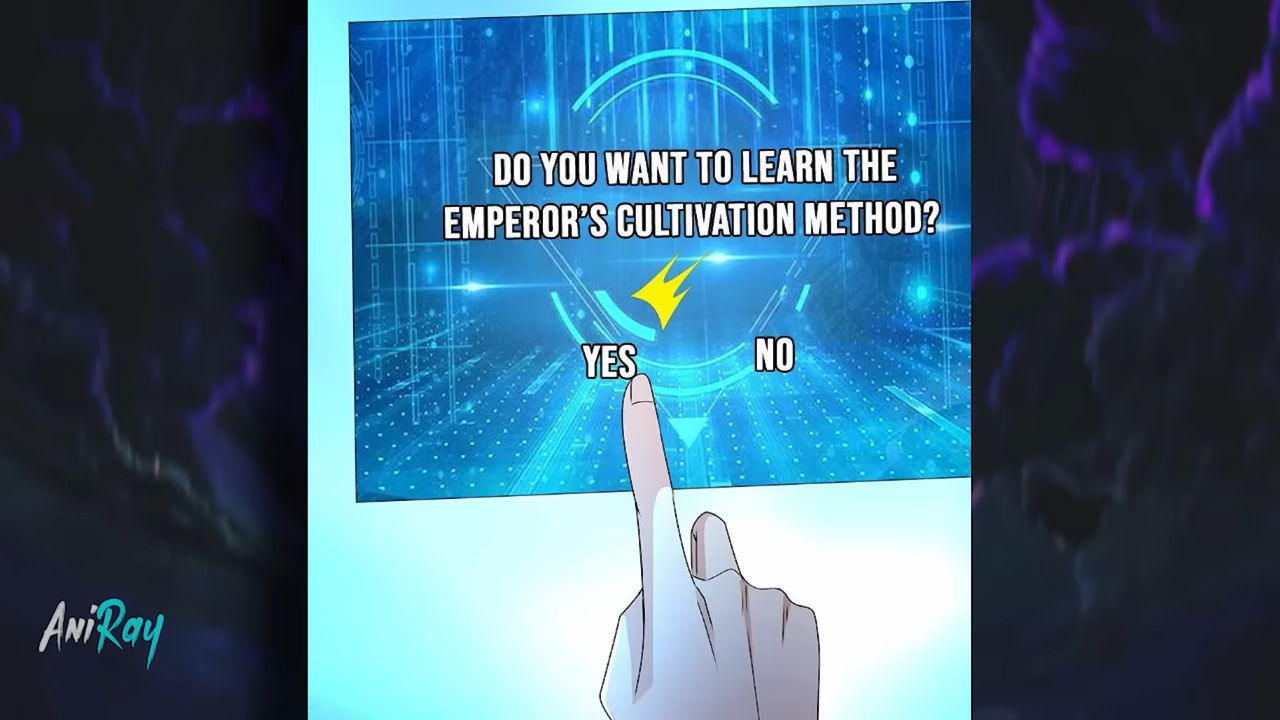 DO YOU WANT TO LEARN THE
EMPEROR'S CULTIVATION METHOD?
YES NO
AniRay